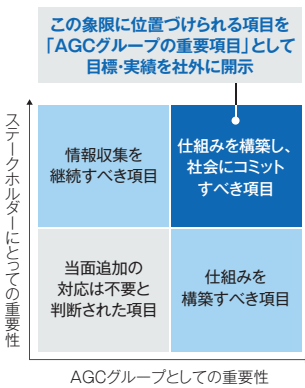 この象限に位置づけられる項目を
「AGCグループの重要項目」として
目標・実績を社外に開示
ステークホルダーにとっての重要性
情報収集を
継続すべき項目
仕組みを構築し、
社会にコミット
すべき項目
当面追加の
対応は不要と
判断された項目
仕組みを
構築すべき項目
AGCグループとしての重要性